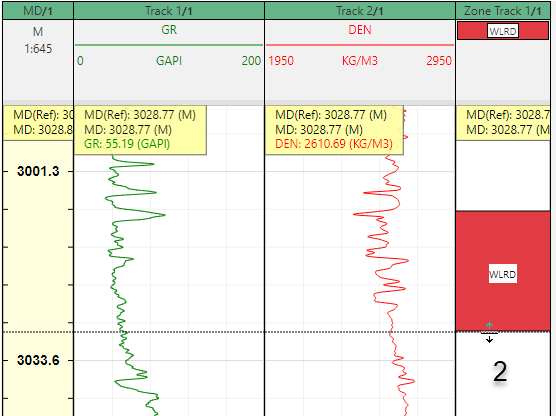 MD/1 Track 1/1 Track 2/1 Zone Track 1/1
M GR DEN WLRD
1:645
0 GAPI 200 1950 KG/M3 2950
MD(Ref): 30 MD(Ref): 3028.77 (M) MD(Ref): 3028.77 (M) MD(Ref): 3028.7
MD: 3028.8 MD: 3028.77 (M) MD: 3028.77 (M) MD: 3028.77 (M)
GR: 55.19 (GAPI) DEN: 2610.69 (KG/M3)
3001.3
WLRD
3033.6
2